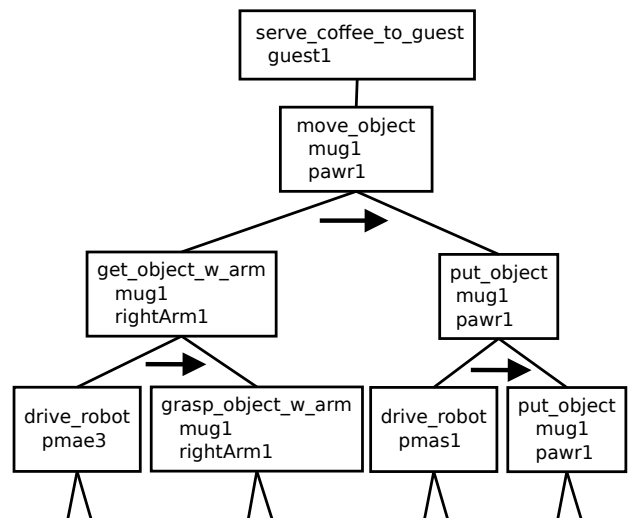 serve_coffee_to_guest
guest1
move_object
mug1
pawr1
get_object_w_arm
mug1
rightArm1
put_object
mug1
pawr1
drive_robot
pmae3
grasp_object_w_arm
mug1
rightArm1
drive_robot
pmas1
put_object
mug1
pawr1